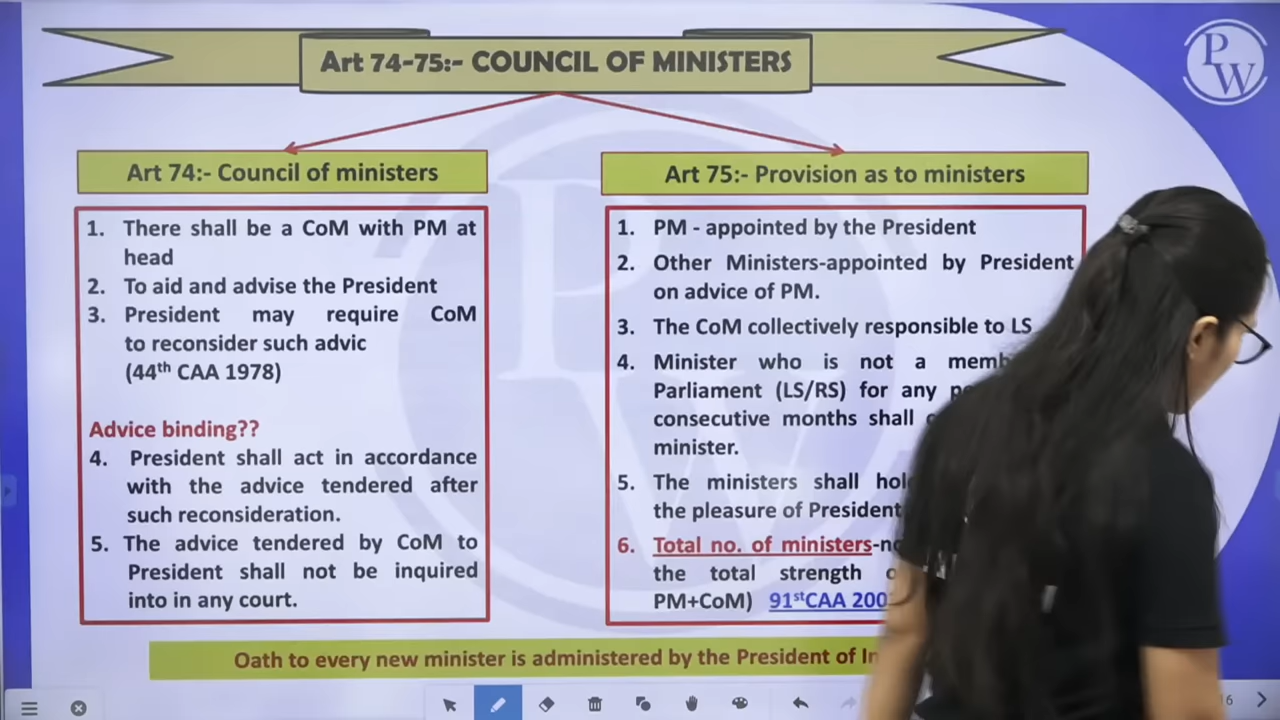 Art 74-75:- COUNCIL OF MINISTERS
PW
Art 74:- Council of ministers
1. There shall be a CoM with PM at
head
2. To aid and advise the President
3. President may require CoM
to reconsider such advic
(44th CAA 1978)
Advice binding??
4. President shall act in accordance
with the advice tendered after
such reconsideration.
5. The advice tendered by CoM to
President shall not be inquired
into in any court.
Art 75:- Provision as to ministers
1. PM - appointed by the President
2. Other Ministers-appointed by President
on advice of PM.
3. The CoM collectively responsible to LS
4. Minister who is not a
Parliament (LS/RS) for any
consecutive months shall
minister.
5. The ministers shall
the pleasure of President
6. Total no. of ministers-
the total strength
PM+CoM) 91stCAA
Oath to every new minister is administered by the President of
16